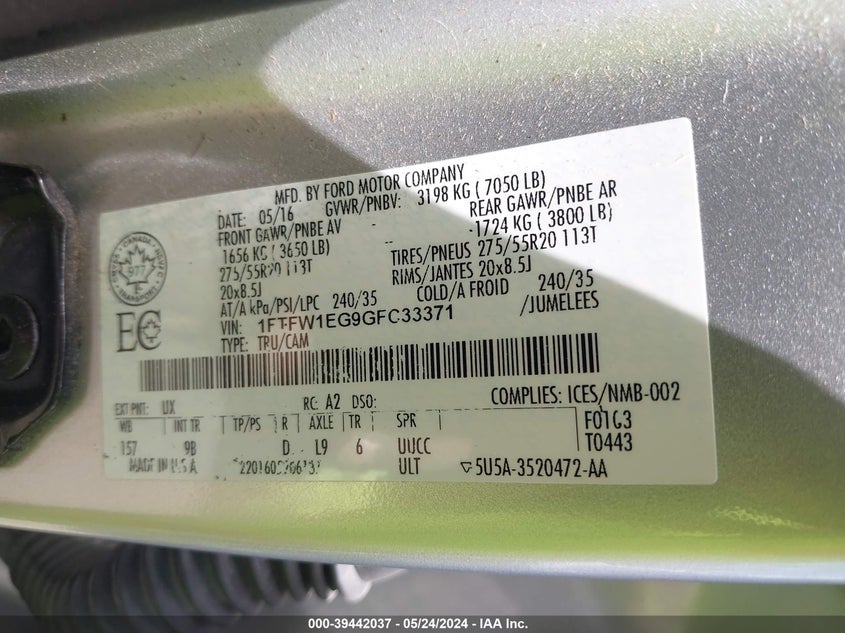 MFD. BY FORD MOTOR COMPANY
DATE: 05/16 GVWR/PNBV: 3198 KG ( 7050 LB)
FRONT GAWR/PNBE AV REAR GAWR/PNBE AR
1656 KG ( 3650 LB) 1724 KG ( 3800 LB)
275/55R20 113T TIRES/PNEUS 275/55R20 113T
20x8.5J RIMS/JANTES 20x8.5J
AT/A kPa/PSI/LPC 240/35 COLD/A FROID 240/35
VIN: 1FTFW1EG9GFC33371 /JUMELEES
TYPE: TRU/CAM
CANADA
977
TRANSPORT
EC
COMPLIES: ICES/NMB-002
EXT PNT: UX RC: A2 DSO:
WB INT TR TP/PS R AXLE TR SPR F01C3
157 9B D L9 6 UUCC T0443
MADE IN U.S.A ULT 5U5A-3520472-AA
000-39442037 - 05/24/2024 - IAA Inc.